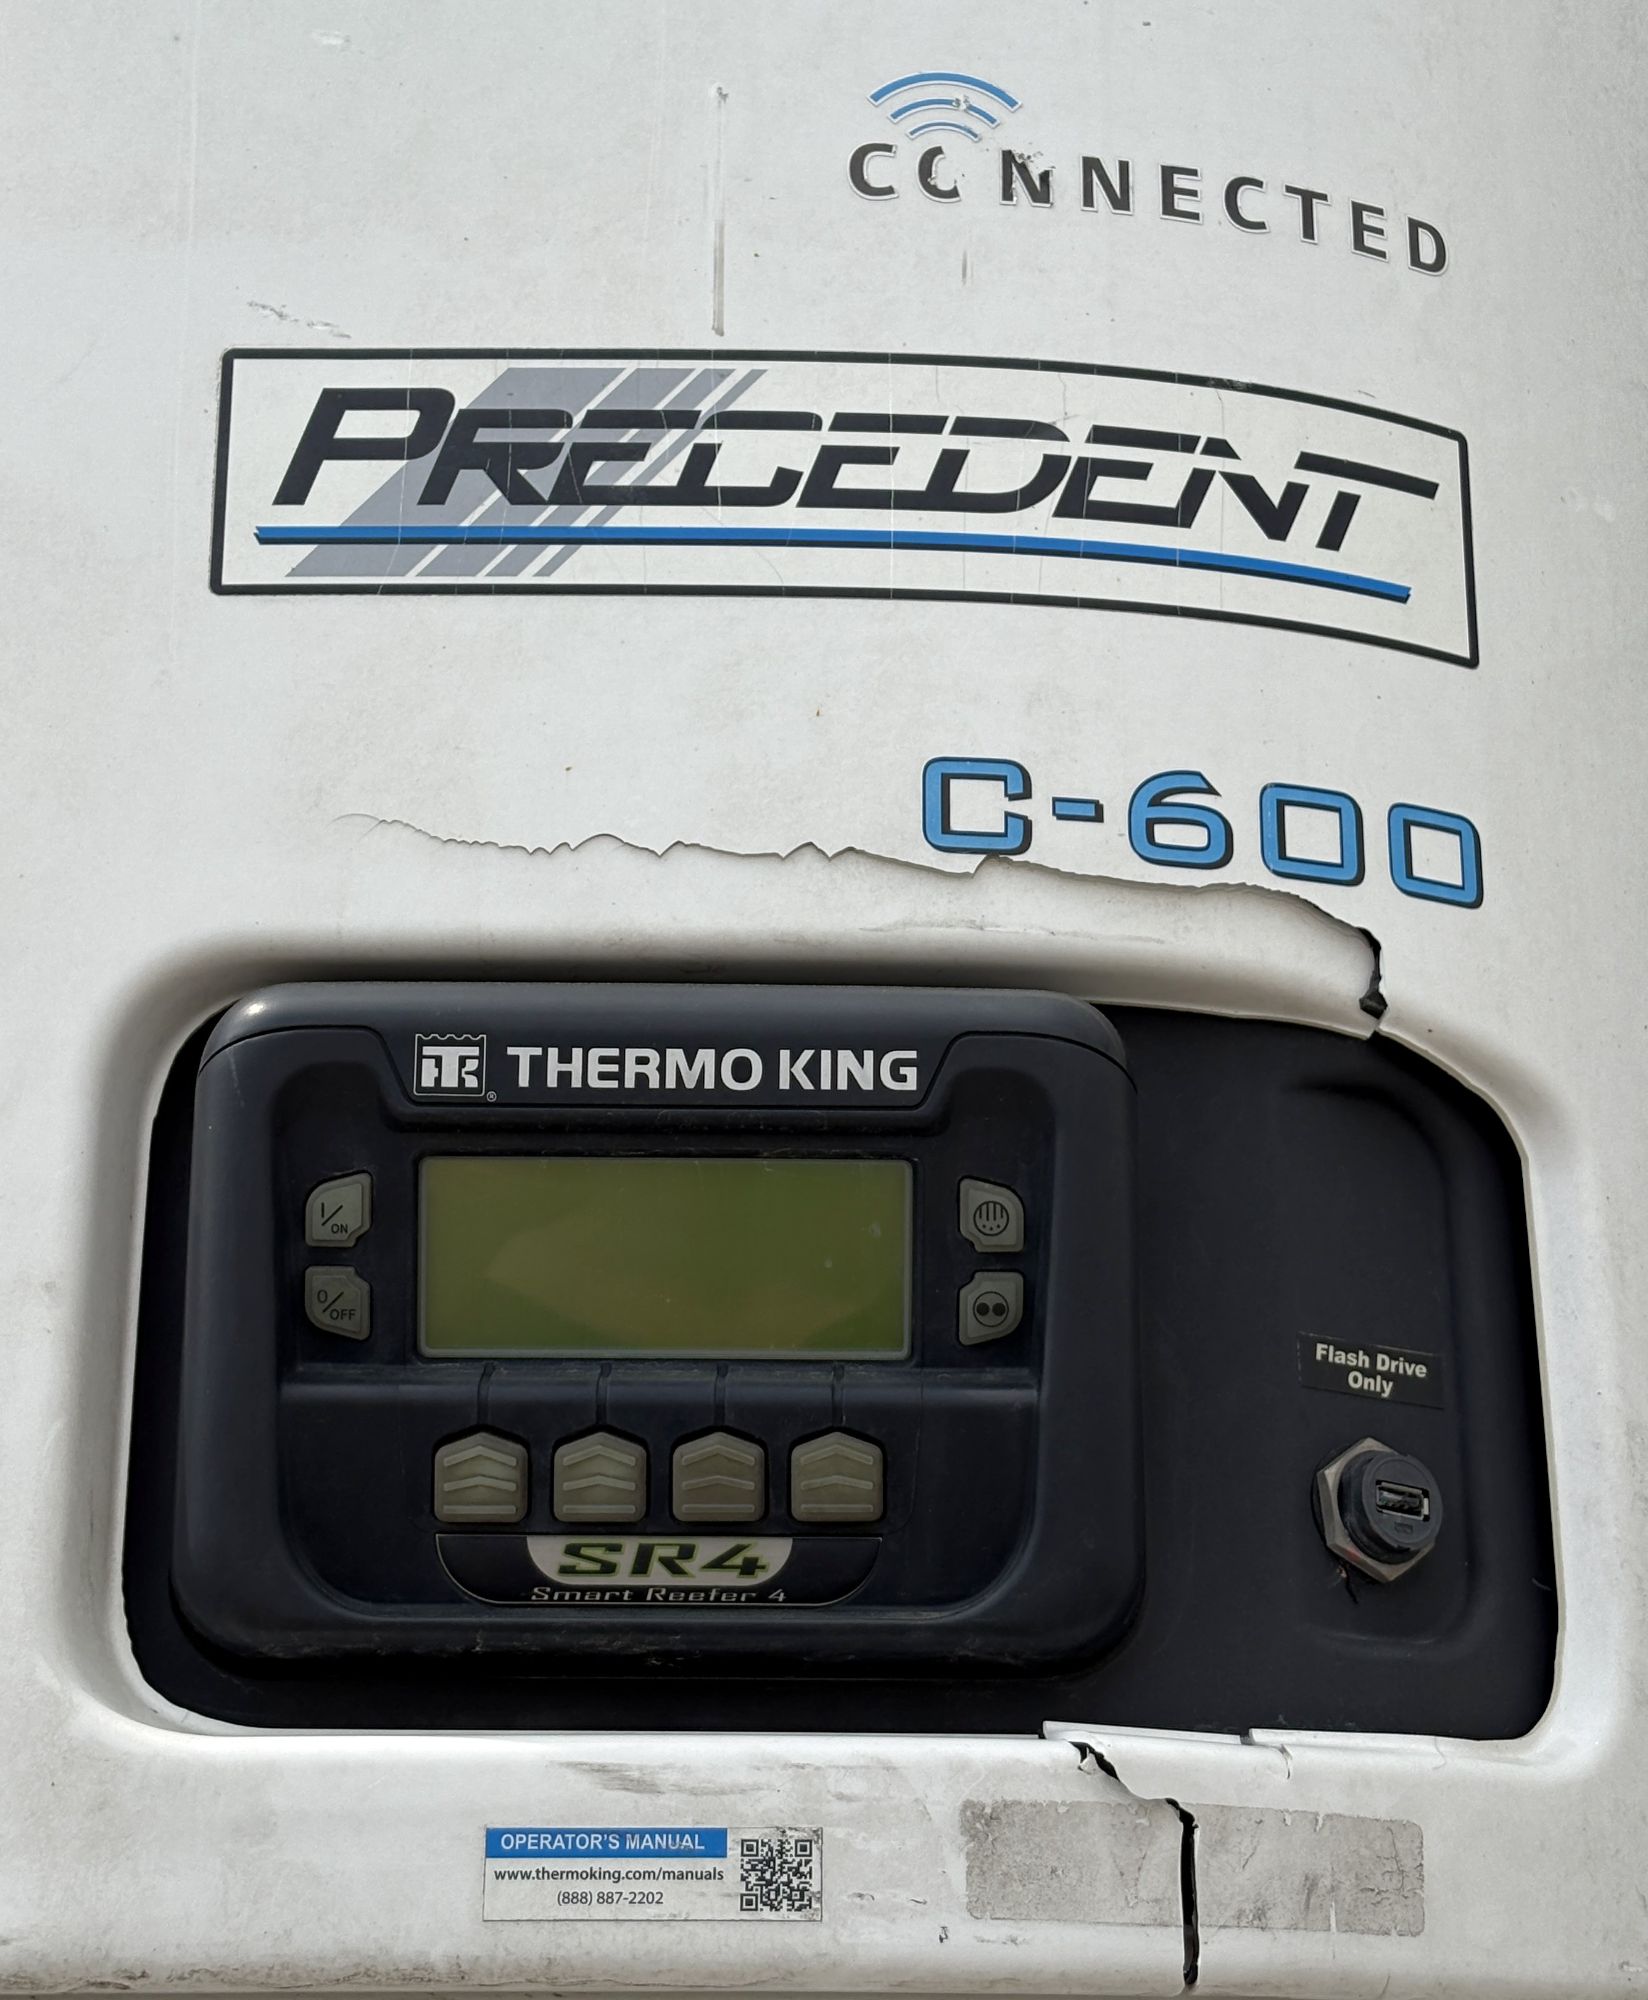 CONNECTED
PRECEDENT
C-600
THERMO KING
®
I/ON
O/OFF
Flash Drive
Only
SR4
Smart Reefer 4
OPERATOR'S MANUAL
www.thermoking.com/manuals
(888) 887-2202